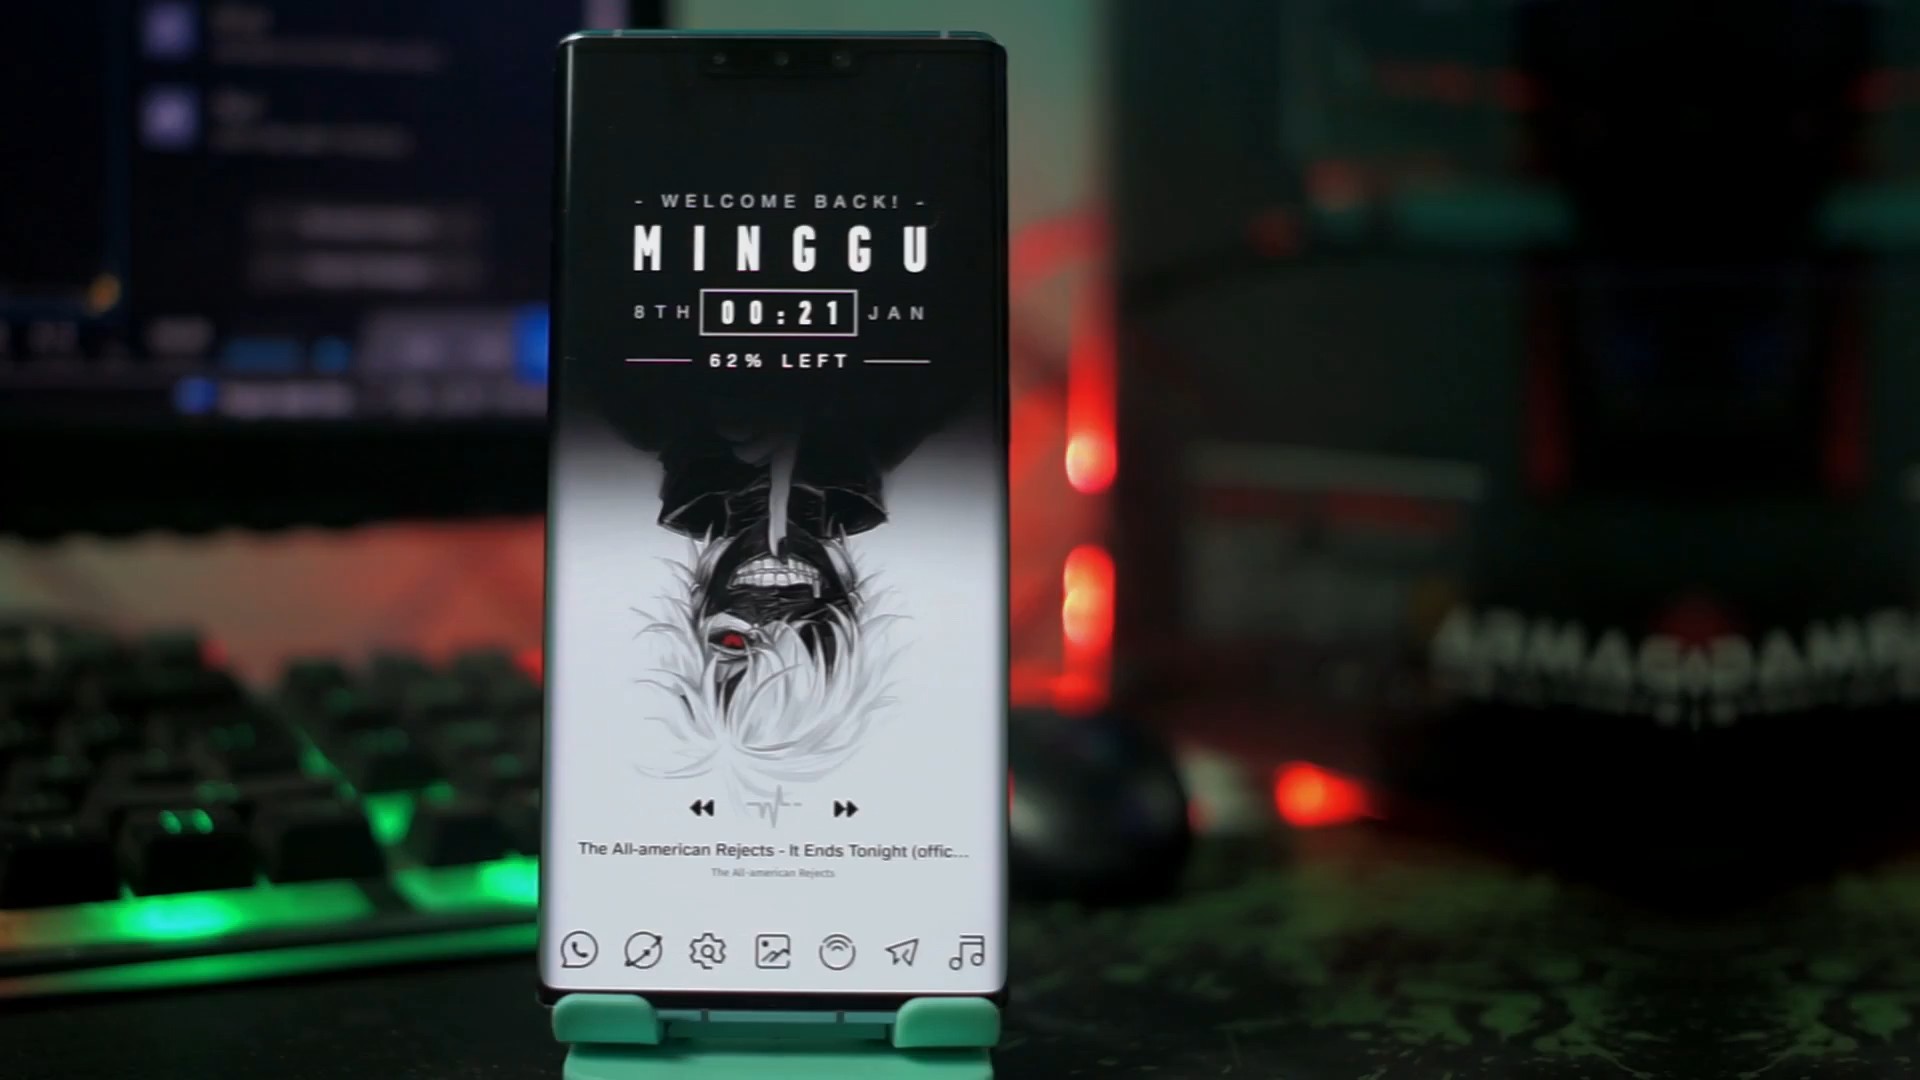 - WELCOME BACK! -
MINGGU
8TH 00:21 JAN
62% LEFT
The All-american Rejects - It Ends Tonight (offic...
The All-american Rejects